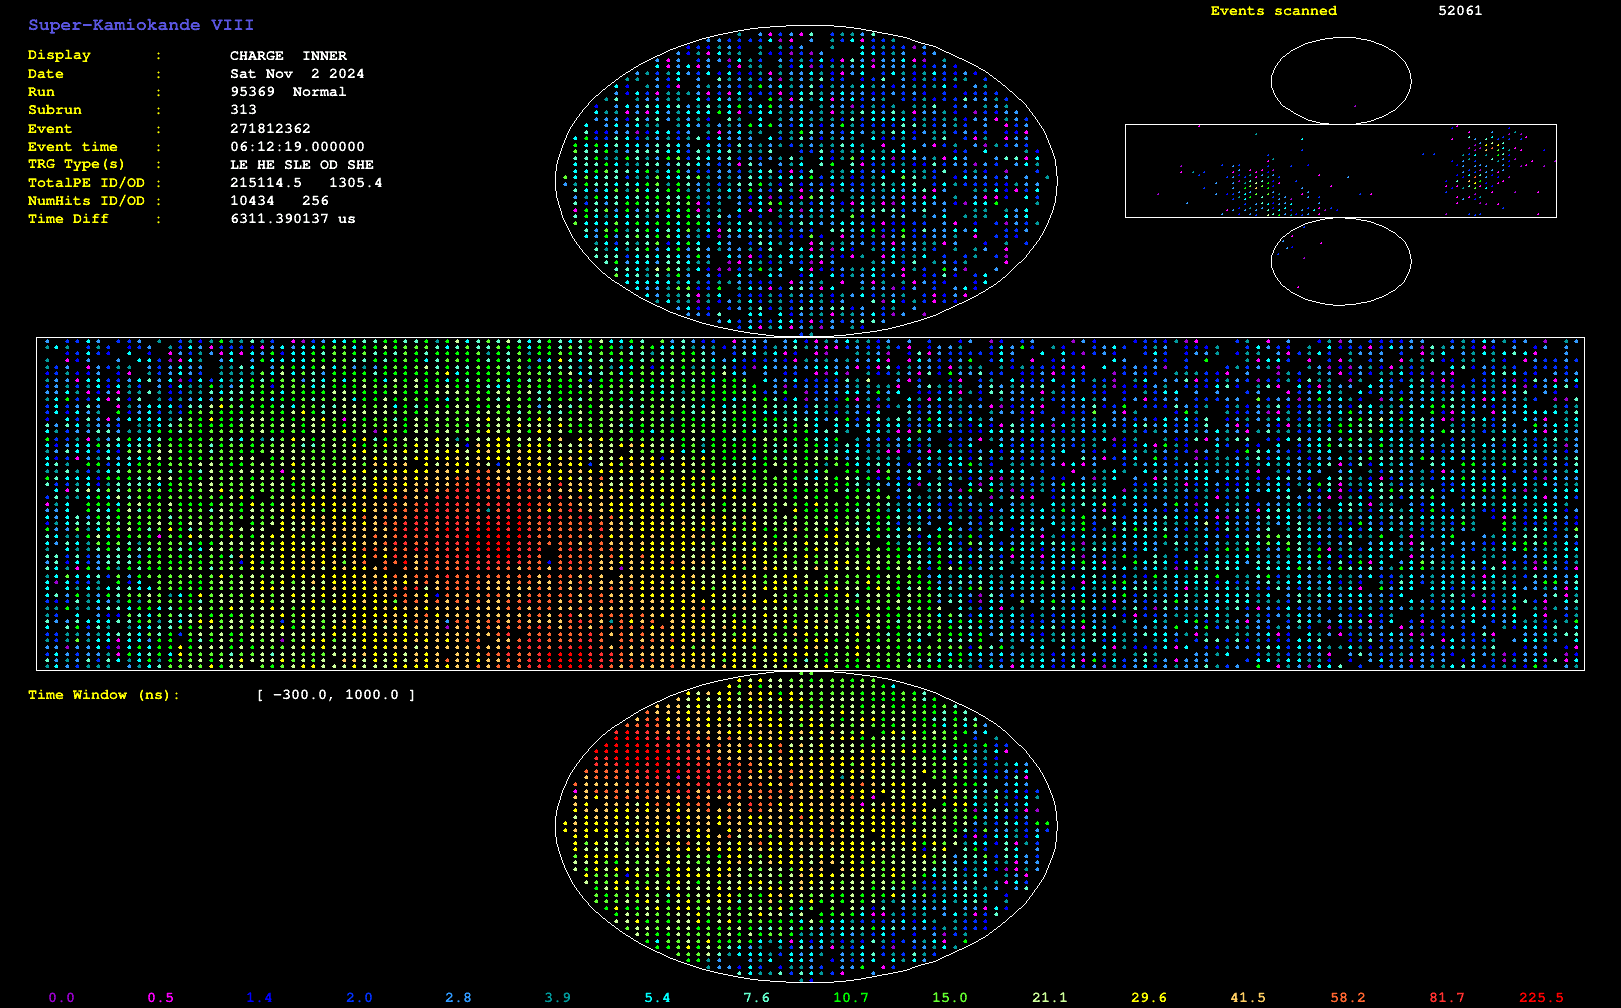 Super-Kamiokande VIII
Events scanned 52061
Display : CHARGE INNER
Date : Sat Nov 2 2024
Run : 95369 Normal
Subrun : 313
Event : 271812362
Event time : 06:12:19.000000
TRG Type(s) : LE HE SLE OD SHE
TotalPE ID/OD : 215114.5 1305.4
NumHits ID/OD : 10434 256
Time Diff : 6311.390137 us
Time Window (ns): [ -300.0, 1000.0 ]
0.0 0.5 1.4 2.0 2.8 3.9 5.4 7.6 10.7 15.0 21.1 29.6 41.5 58.2 81.7 225.5